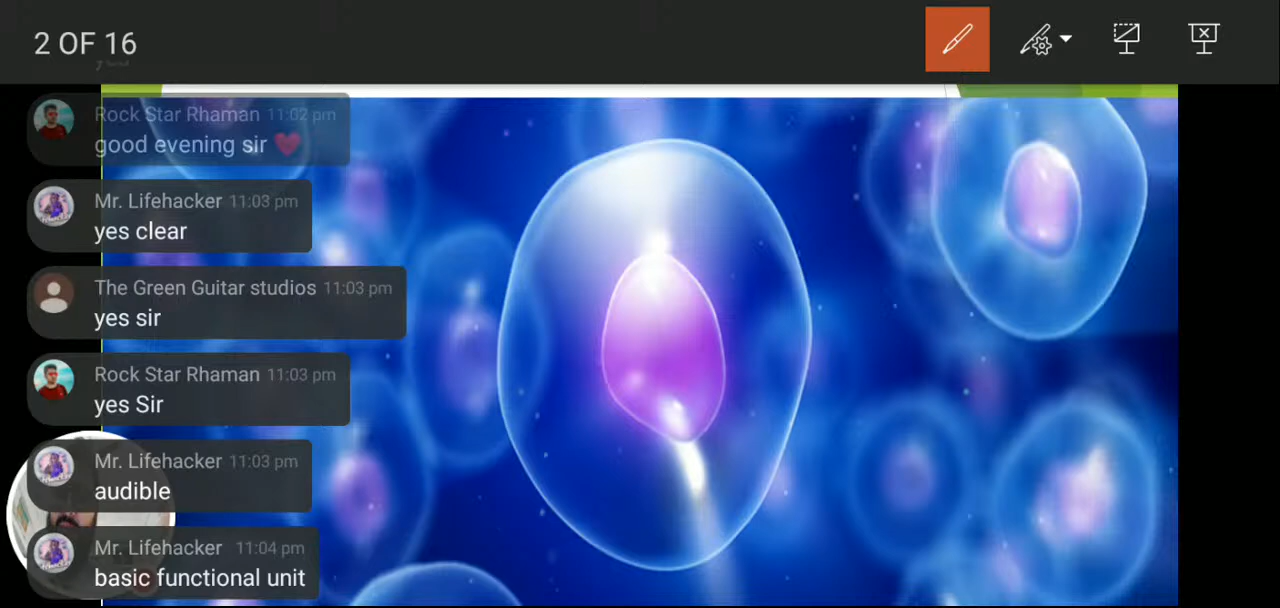 2 OF 16
Rock Star Rhaman 11:02 pm
good evening sir ❤️
Mr. Lifehacker 11:03 pm
yes clear
The Green Guitar studios 11:03 pm
yes sir
Rock Star Rhaman 11:03 pm
yes Sir
Mr. Lifehacker 11:03 pm
audible
Mr. Lifehacker 11:04 pm
basic functional unit